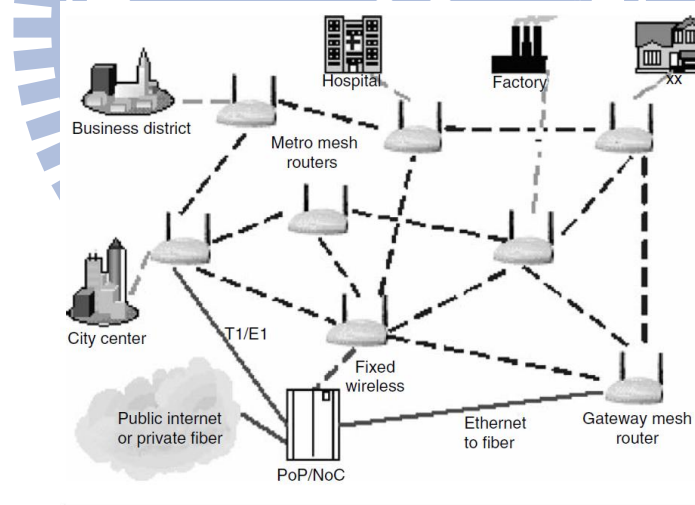 Hospital
Factory
xx
Business district
Metro mesh
routers
City center
T1/E1
Fixed
wireless
Public internet
or private fiber
Ethernet
to fiber
Gateway mesh
router
PoP/NoC